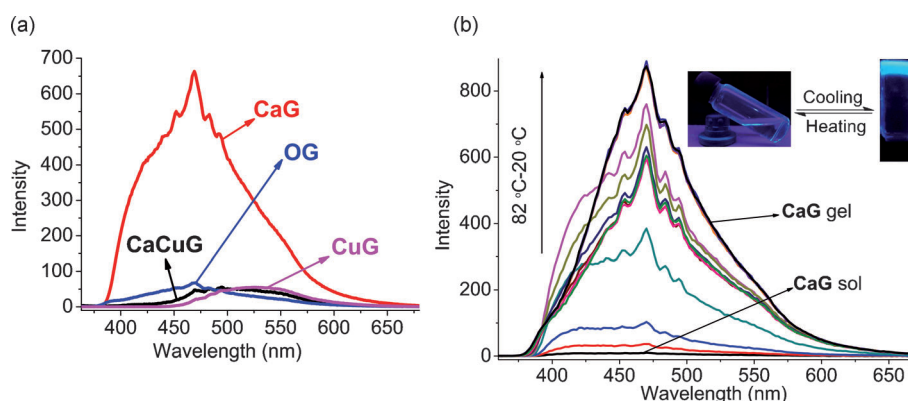 (a)
700
600
500
400
300
200
100
50
0
Intensity
CaG
OG
CaCuG
CuG
400 450 500 550 600 650
Wavelength (nm)
(b)
800
600
400
200
0
Intensity
82 °C-20 °C
Cooling
Heating
CaG gel
CaG sol
400 450 500 550 600 650
Wavelength (nm)